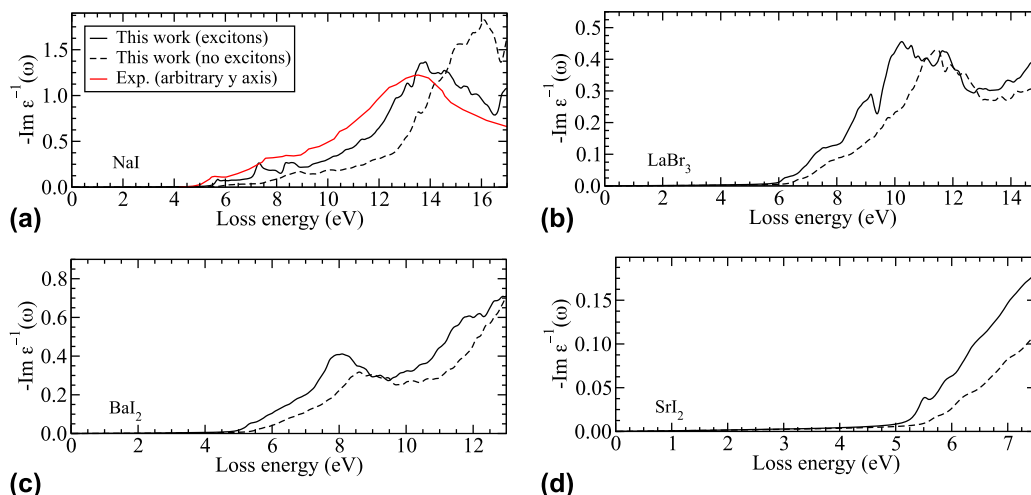 This work (excitons)
This work (no excitons)
Exp. (arbitrary y axis)
-Im ε⁻¹(ω)
1.5
1.0
0.5
0.0
NaI
0 2 4 6 8 10 12 14 16
Loss energy (eV)
(a)
-Im ε⁻¹(ω)
0.5
0.4
0.3
0.2
0.1
0.0
LaBr₃
0 2 4 6 8 10 12 14
Loss energy (eV)
(b)
-Im ε⁻¹(ω)
0.8
0.6
0.4
0.2
0.0
BaI₂
0 2 4 6 8 10 12
Loss energy (eV)
(c)
-Im ε⁻¹(ω)
0.15
0.10
0.05
0.00
SrI₂
0 1 2 3 4 5 6 7
Loss energy (eV)
(d)